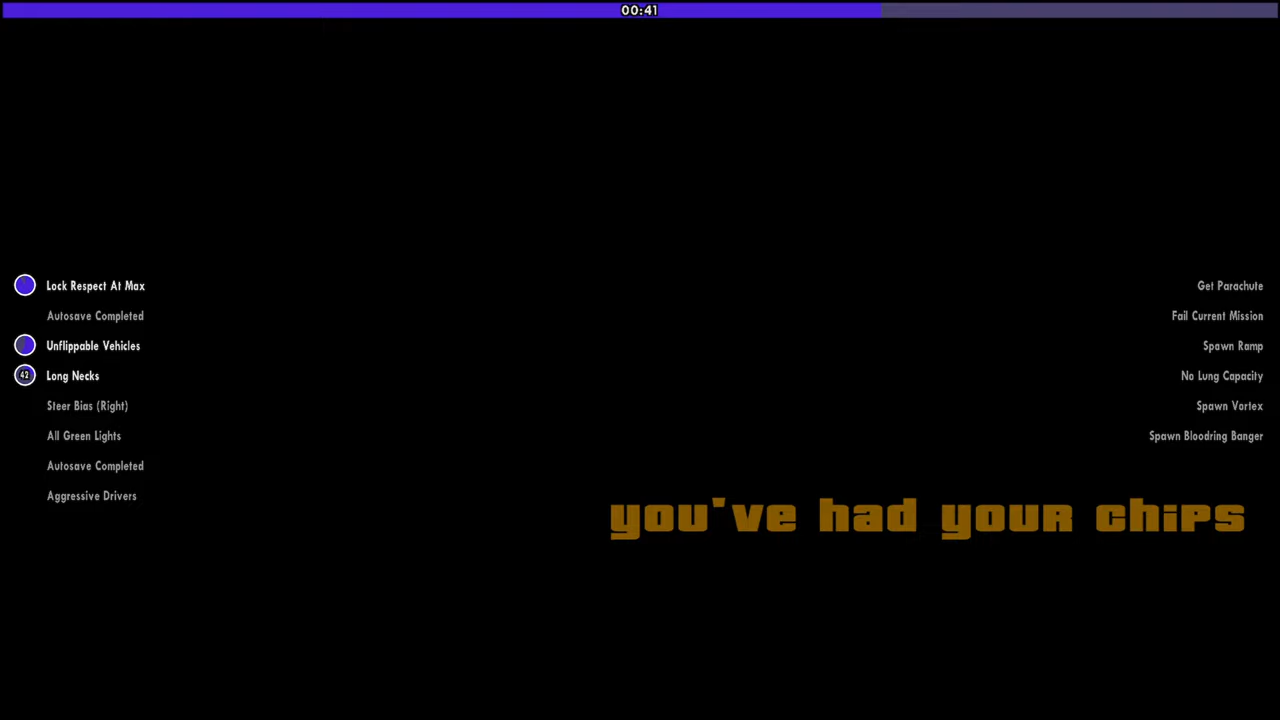 00:41
Lock Respect At Max
Autosave Completed
Unflippable Vehicles
42
Long Necks
Steer Bias (Right)
All Green Lights
Autosave Completed
Aggressive Drivers
Get Parachute
Fail Current Mission
Spawn Ramp
No Lung Capacity
Spawn Vortex
Spawn Bloodring Banger
you've had your chips